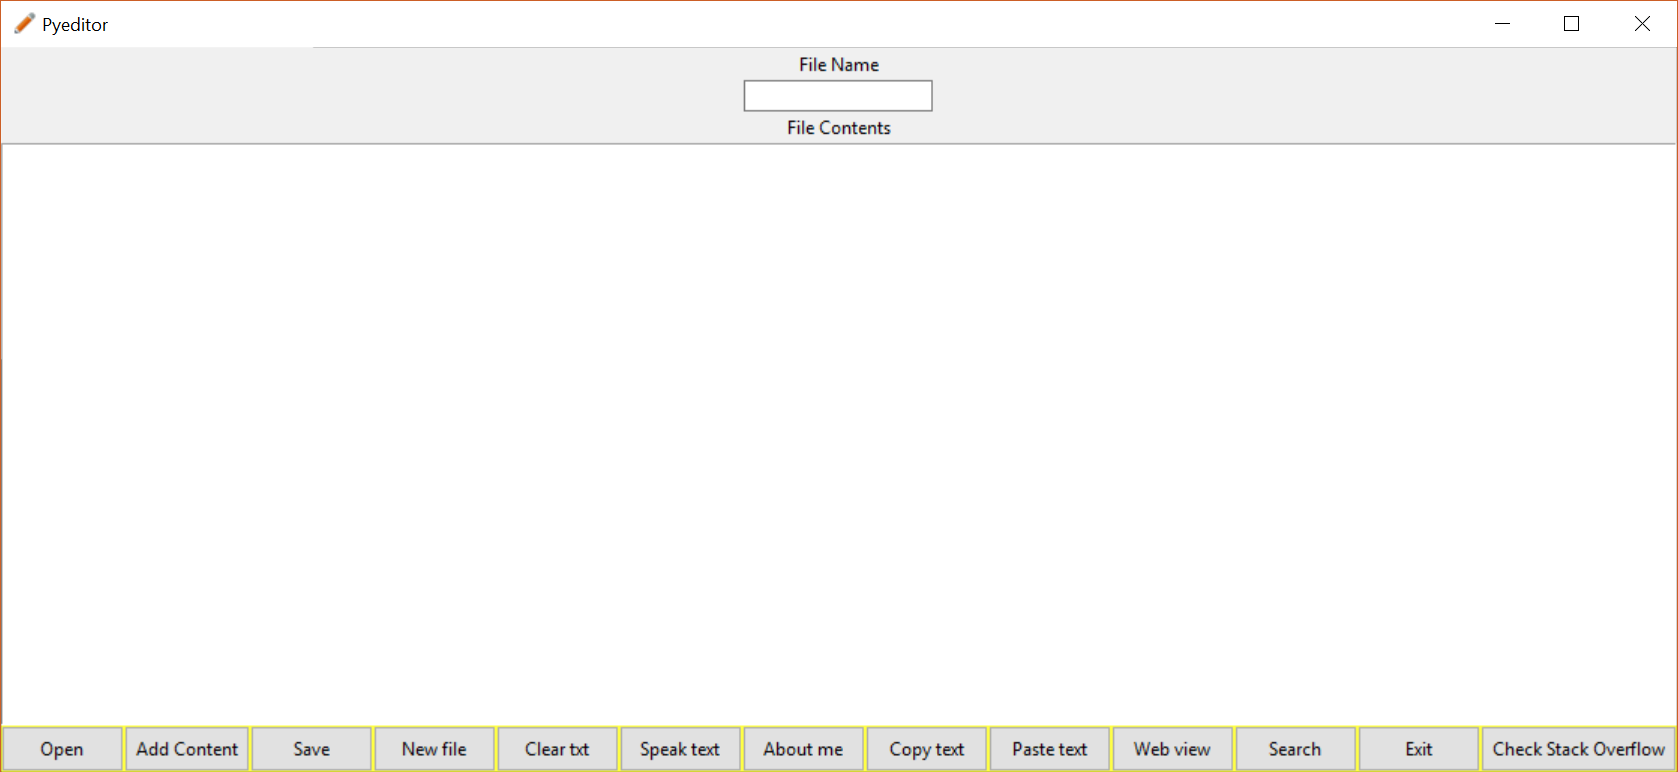 Pyeditor
File Name
File Contents
Open Add Content Save New file Clear txt Speak text About me Copy text Paste text Web view Search Exit Check Stack Overflow